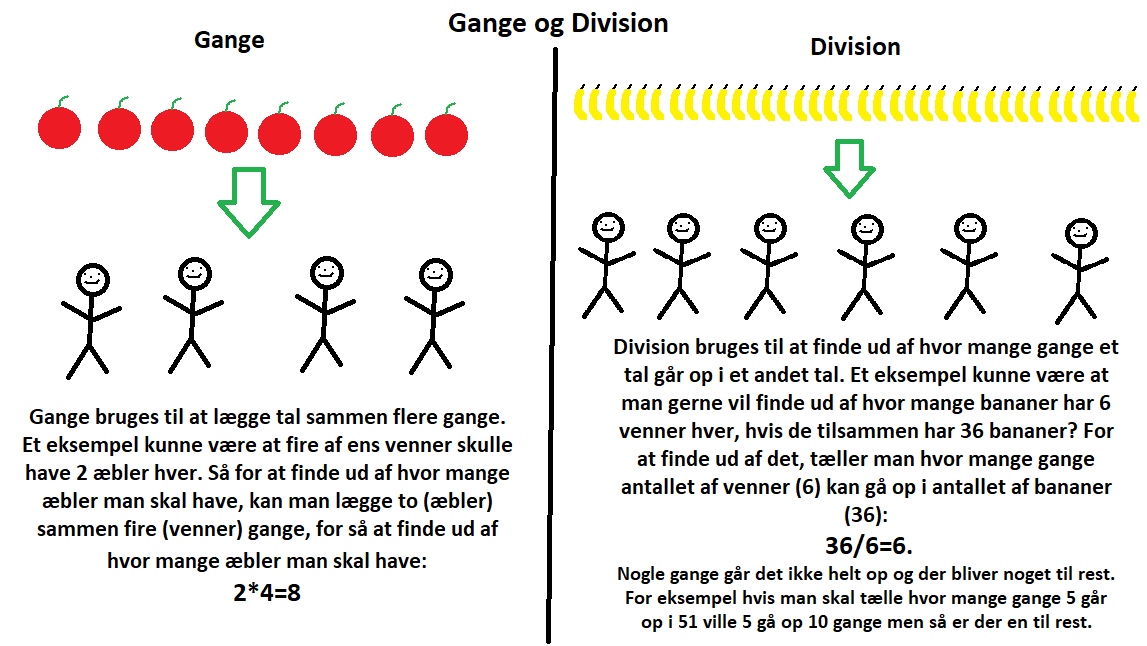 Gange og Division
Gange
Gange bruges til at lægge tal sammen flere gange.
Et eksempel kunne være at fire af ens venner skulle
have 2 æbler hver. Så for at finde ud af hvor mange
æbler man skal have, kan man lægge to (æbler)
sammen fire (venner) gange, for så at finde ud af
hvor mange æbler man skal have:
2*4=8
Division
Division bruges til at finde ud af hvor mange gange et
tal går op i et andet tal. Et eksempel kunne være at
man gerne vil finde ud af hvor mange bananer har 6
venner hver, hvis de tilsammen har 36 bananer? For
at finde ud af det, tæller man hvor mange gange
antallet af venner (6) kan gå op i antallet af bananer
(36):
36/6=6.
Nogle gange går det ikke helt op og der bliver noget til rest.
For eksempel hvis man skal tælle hvor mange gange 5 går
op i 51 ville 5 gå op 10 gange men så er der en til rest.